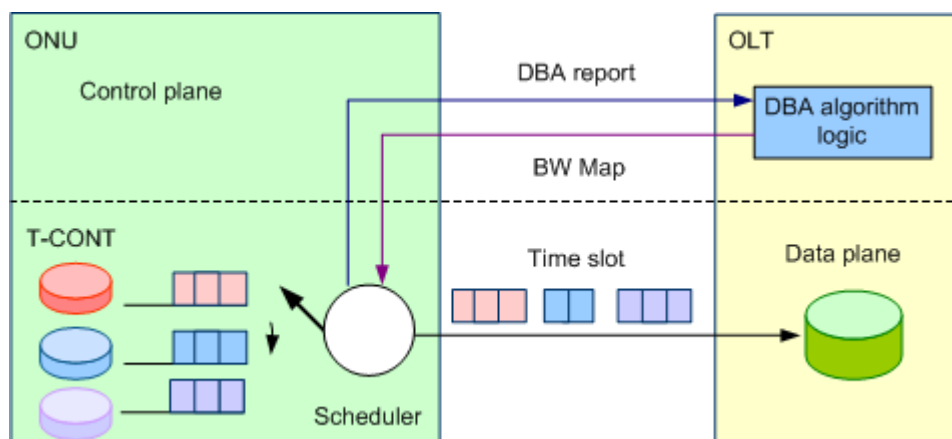 ONU
OLT
Control plane
DBA report
DBA algorithm
logic
BW Map
T-CONT
Time slot
Data plane
Scheduler